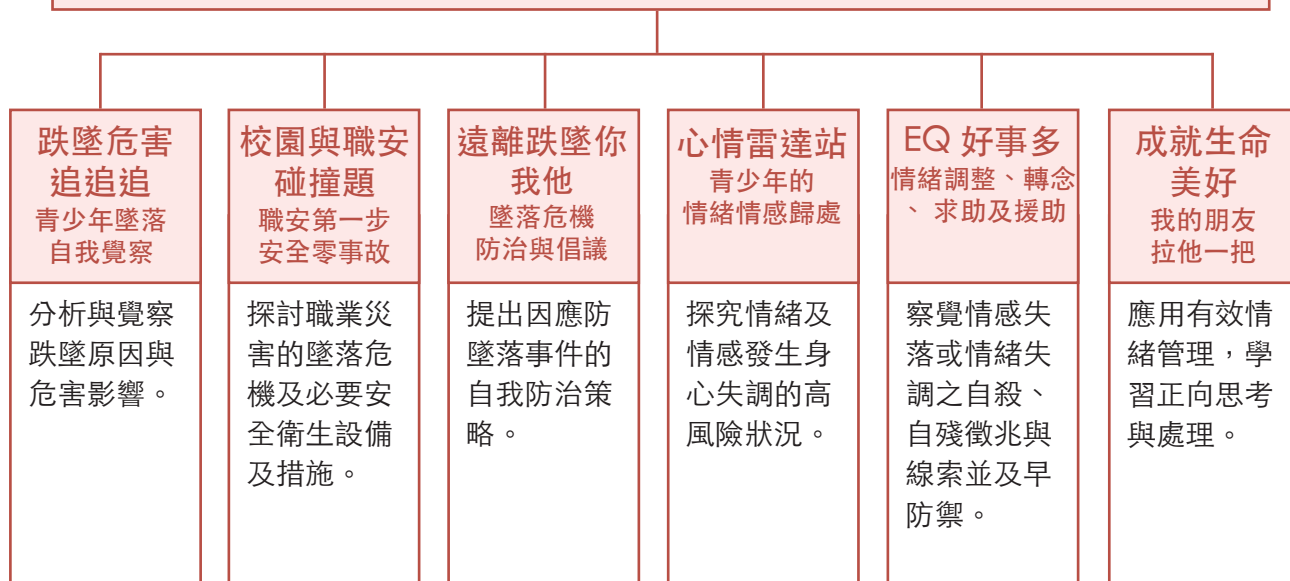 跌墜危害
追追追
青少年墜落
自我覺察
分析與覺察
跌墜原因與
危害影響。
校園與職安
碰撞題
職安第一步
安全零事故
探討職業災
害的墜落危
機及必要安
全衛生設備
及措施。
遠離跌墜你
我他
墜落危機
防治與倡議
提出因應防
墜落事件的
自我防治策
略。
心情雷達站
青少年的
情緒情感歸處
探究情緒及
情感發生身
心失調的高
風險狀況。
EQ 好事多
情緒調整、轉念
、 求助及援助
察覺情感失
落或情緒失
調之自殺、
自殘徵兆與
線索並及早
防禦。
成就生命
美好
我的朋友
拉他一把
應用有效情
緒管理，學
習正向思考
與處理。